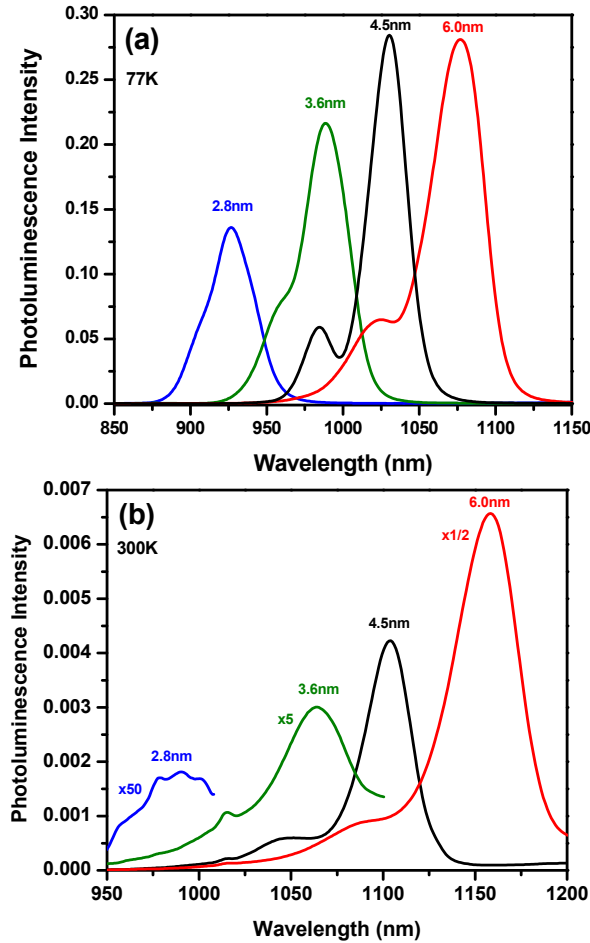 (a)
77K
2.8nm
3.6nm
4.5nm
6.0nm
0.30
0.25
0.20
0.15
0.10
0.05
0.00
Photoluminescence Intensity
850 900 950 1000 1050 1100 1150
Wavelength (nm)
(b)
300K
x50
2.8nm
x5
3.6nm
4.5nm
6.0nm
x1/2
0.007
0.006
0.005
0.004
0.003
0.002
0.001
0.000
Photoluminescence Intensity
950 1000 1050 1100 1150 1200
Wavelength (nm)